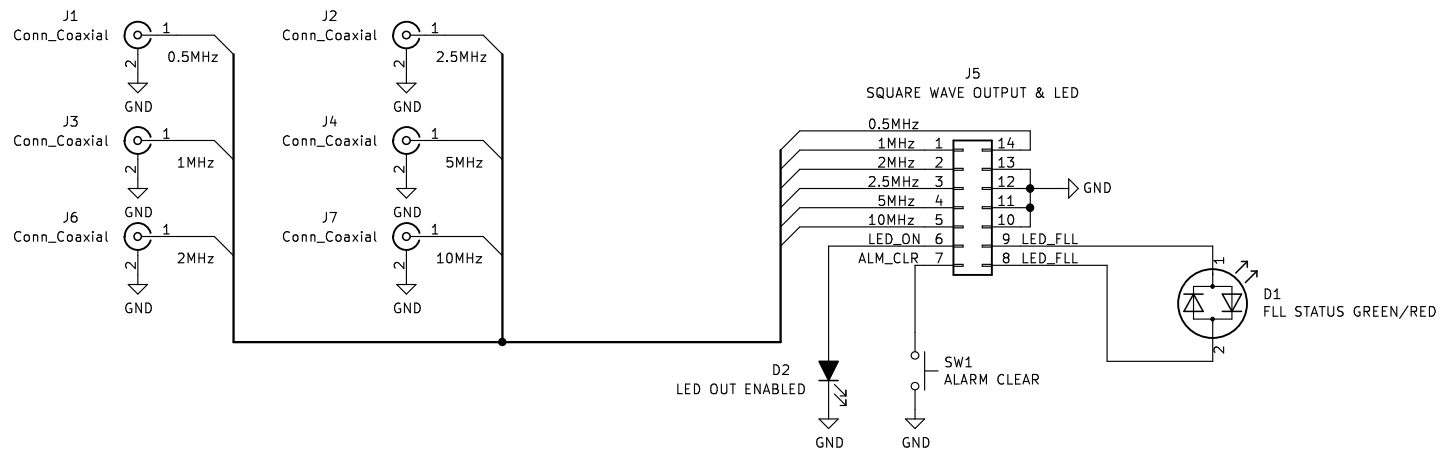 J1
Conn_Coaxial
1
2
0.5MHz
GND
J2
Conn_Coaxial
1
2
2.5MHz
GND
J3
Conn_Coaxial
1
2
1MHz
GND
J4
Conn_Coaxial
1
2
5MHz
GND
J6
Conn_Coaxial
1
2
2MHz
GND
J7
Conn_Coaxial
1
2
10MHz
GND
J5
SQUARE WAVE OUTPUT & LED
0.5MHz
1MHz 1 14
2MHz 2 13
2.5MHz 3 12 GND
5MHz 4 11
10MHz 5 10
LED_ON 6 9 LED_FLL
ALM_CLR 7 8 LED_FLL
1
D1
FLL STATUS GREEN/RED
2
D2
LED OUT ENABLED
GND
SW1
ALARM CLEAR
GND